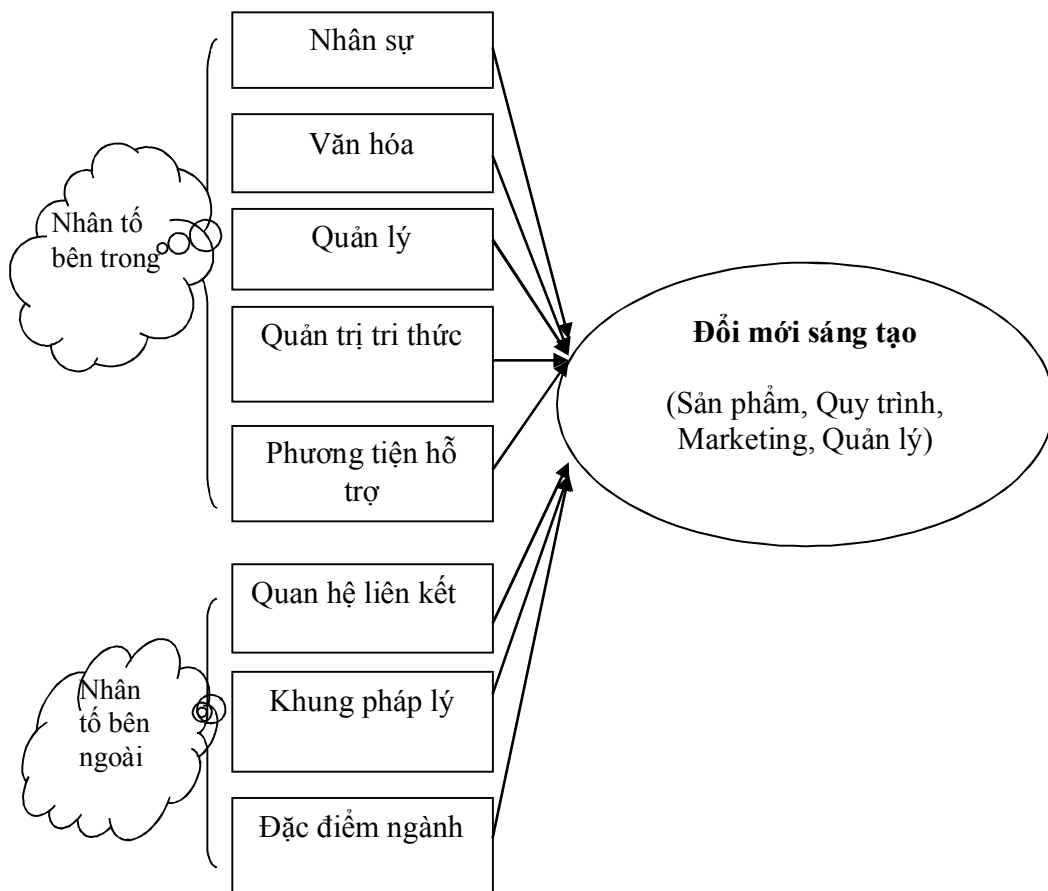 Nhân sự
Văn hóa
Nhân tố
bên trong
Quản lý
Quản trị tri thức
Phương tiện hỗ
trợ
Đổi mới sáng tạo
(Sản phẩm, Quy trình,
Marketing, Quản lý)
Quan hệ liên kết
Nhân
tố bên
ngoài
Khung pháp lý
Đặc điểm ngành